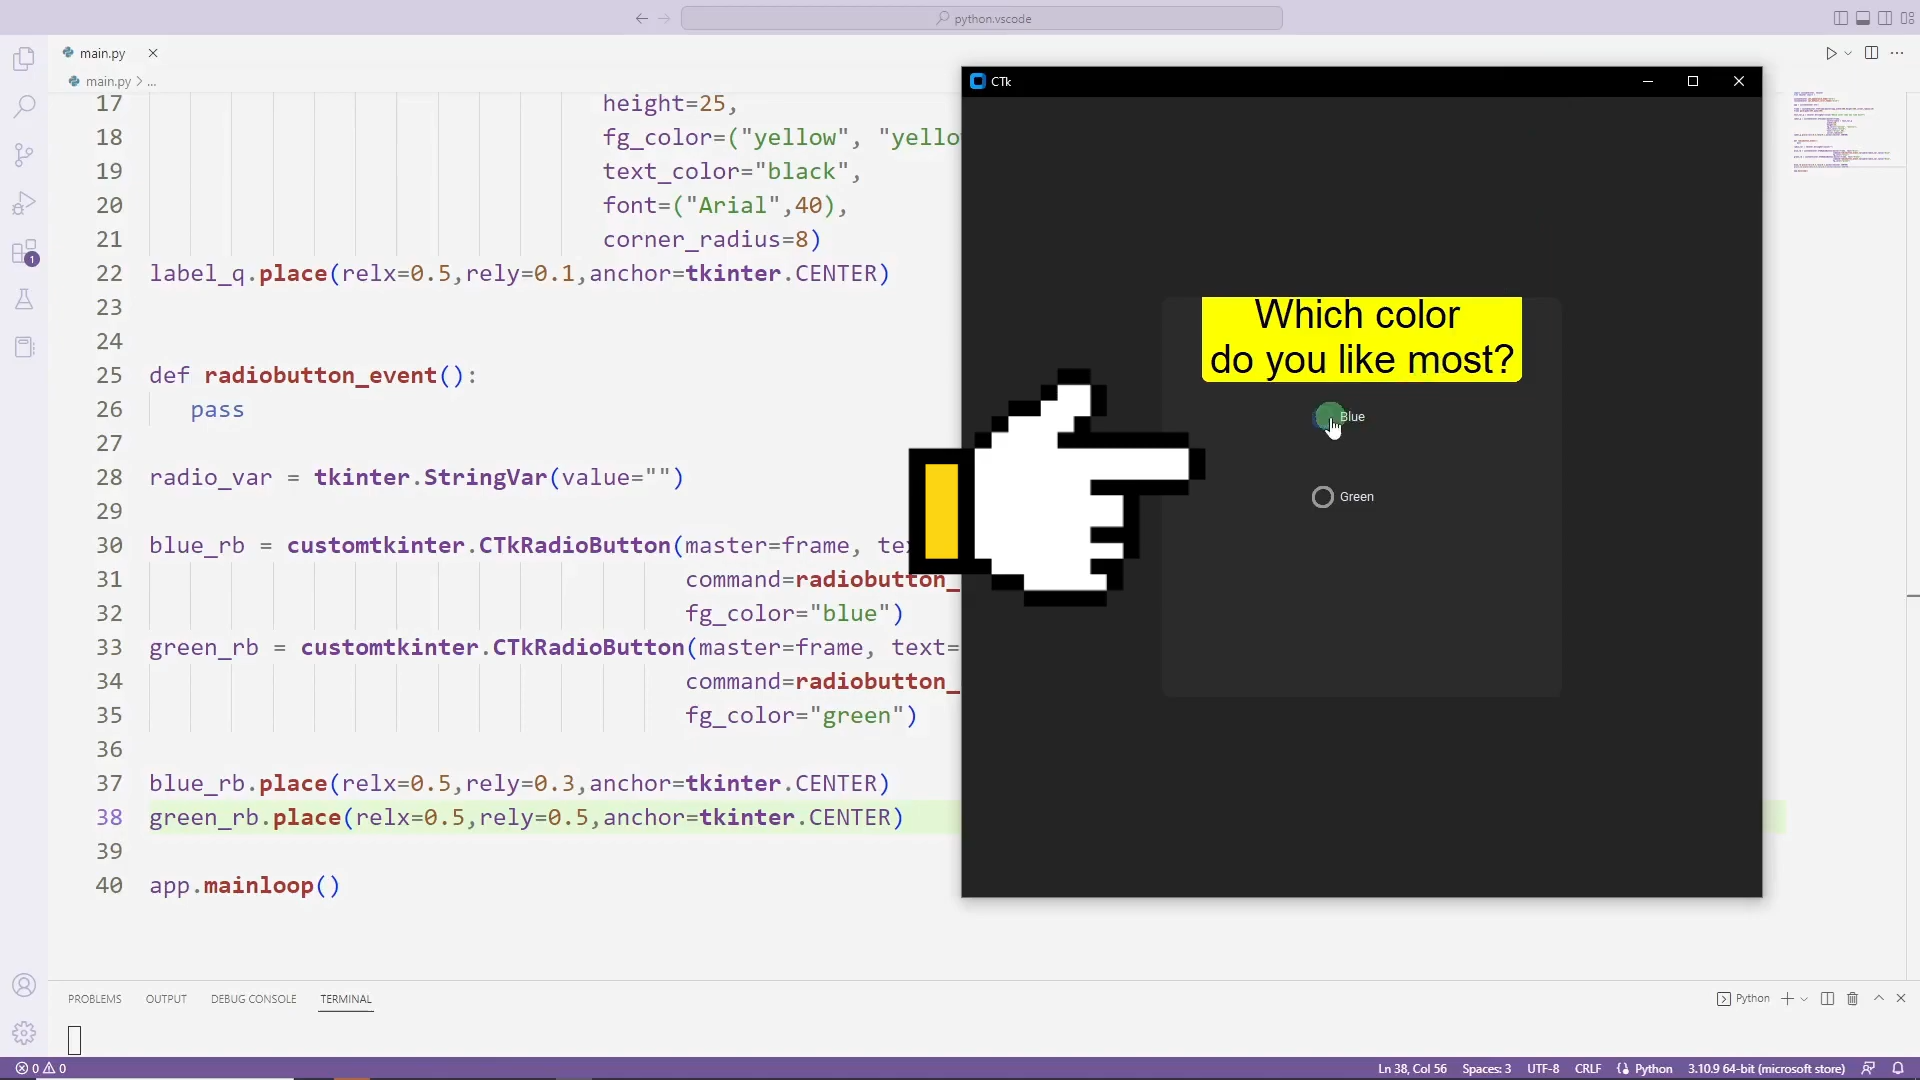 python.vscode
main.py
main.py > ...
17 height=25,
18 fg_color=("yellow", "yello
19 text_color="black",
20 font=("Arial",40),
21 corner_radius=8)
22 label_q.place(relx=0.5,rely=0.1,anchor=tkinter.CENTER)
23
24
25 def radiobutton_event():
26 pass
27
28 radio_var = tkinter.StringVar(value="")
29
30 blue_rb = customtkinter.CTkRadioButton(master=frame,
31 command=radiobutton_
32 fg_color="blue")
33 green_rb = customtkinter.CTkRadioButton(master=frame, text=
34 command=radiobutton_
35 fg_color="green")
36
37 blue_rb.place(relx=0.5,rely=0.3,anchor=tkinter.CENTER)
38 green_rb.place(relx=0.5,rely=0.5,anchor=tkinter.CENTER)
39
40 app.mainloop()
CTk
Which color
do you like most?
Blue
Green
1
PROBLEMS OUTPUT DEBUG CONSOLE TERMINAL
Python
0 0
Ln 38, Col 56 Spaces: 3 UTF-8 CRLF Python 3.10.9 64-bit (microsoft store)